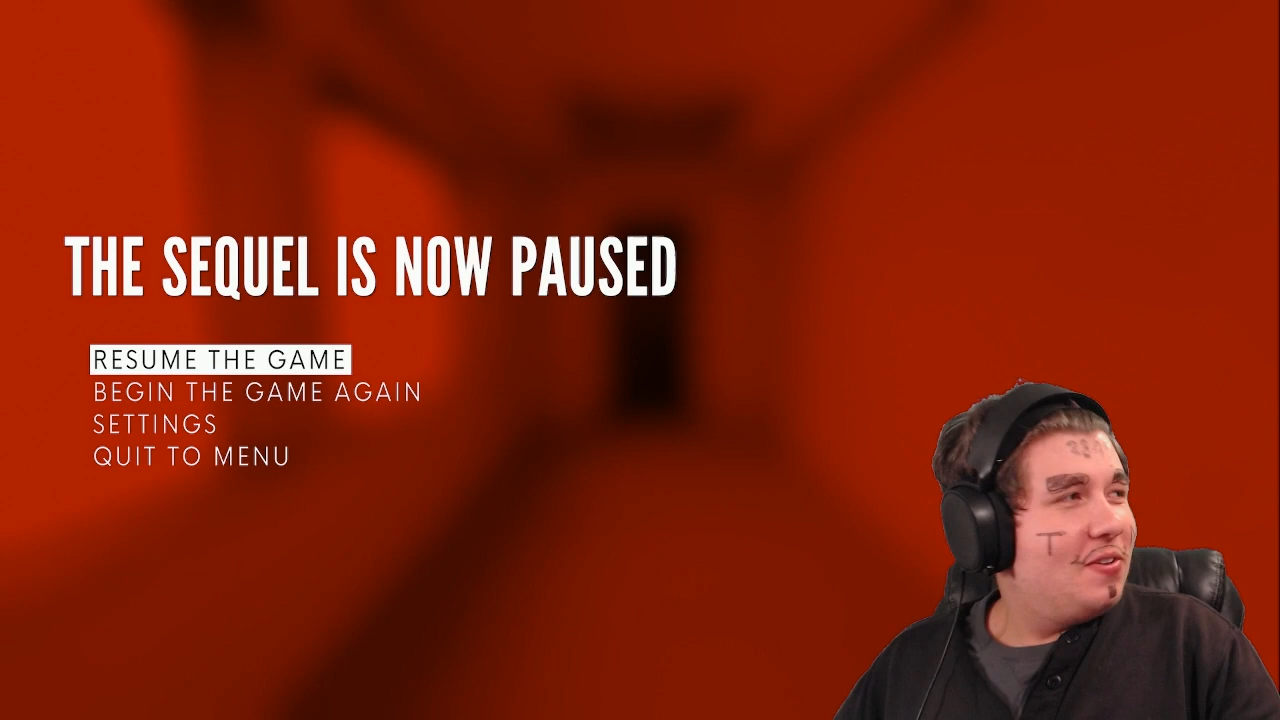 THE SEQUEL IS NOW PAUSED
RESUME THE GAME
BEGIN THE GAME AGAIN
SETTINGS
QUIT TO MENU
T